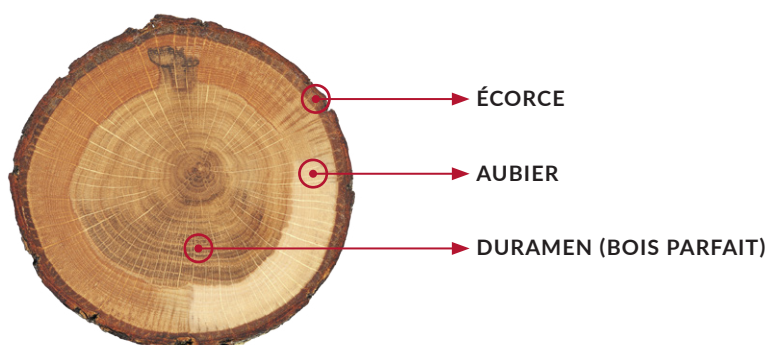 ÉCORCE
AUBIER
DURAMEN (BOIS PARFAIT)